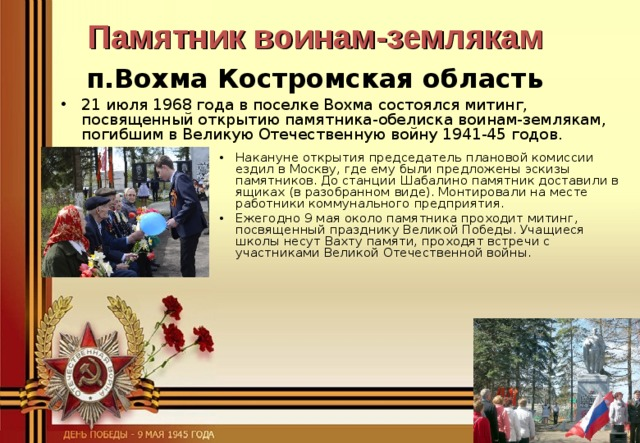 Памятник воинам-землякам
п.Вохма Костромская область
• 21 июля 1968 года в поселке Вохма состоялся митинг,
посвященный открытию памятника-обелиска воинам-землякам,
погибшим в Великую Отечественную войну 1941-45 годов.
• Накануне открытия председатель плановой комиссии
ездил в Москву, где ему были предложены эскизы
памятников. До станции Шабалино памятник доставили в
ящиках (в разобранном виде). Монтировали на месте
работники коммунального предприятия.
• Ежегодно 9 мая около памятника проходит митинг,
посвященный празднику Великой Победы. Учащиеся
школы несут Вахту памяти, проходят встречи с
участниками Великой Отечественной войны.
ОТЕЧЕСТВЕННАЯ ВОЙНА
ДЕНЬ ПОБЕДЫ - 9 МАЯ 1945 ГОДА